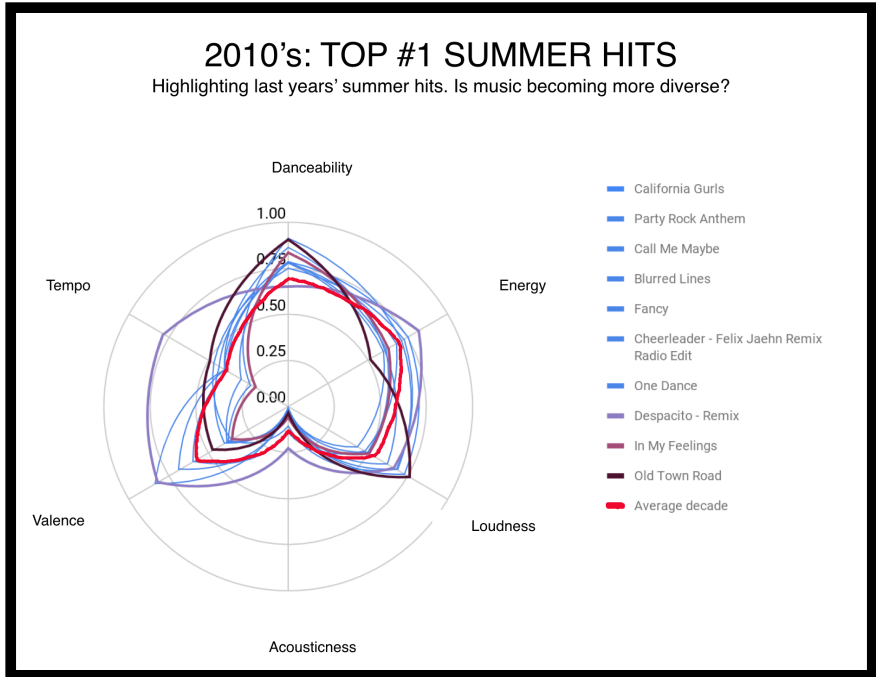 2010's: TOP #1 SUMMER HITS
Highlighting last years' summer hits. Is music becoming more diverse?
Danceability
1.00
0.75
0.50
0.25
0.00
Tempo
Energy
Valence
Loudness
Acousticness
California Gurls
Party Rock Anthem
Call Me Maybe
Blurred Lines
Fancy
Cheerleader - Felix Jaehn Remix
Radio Edit
One Dance
Despacito - Remix
In My Feelings
Old Town Road
Average decade